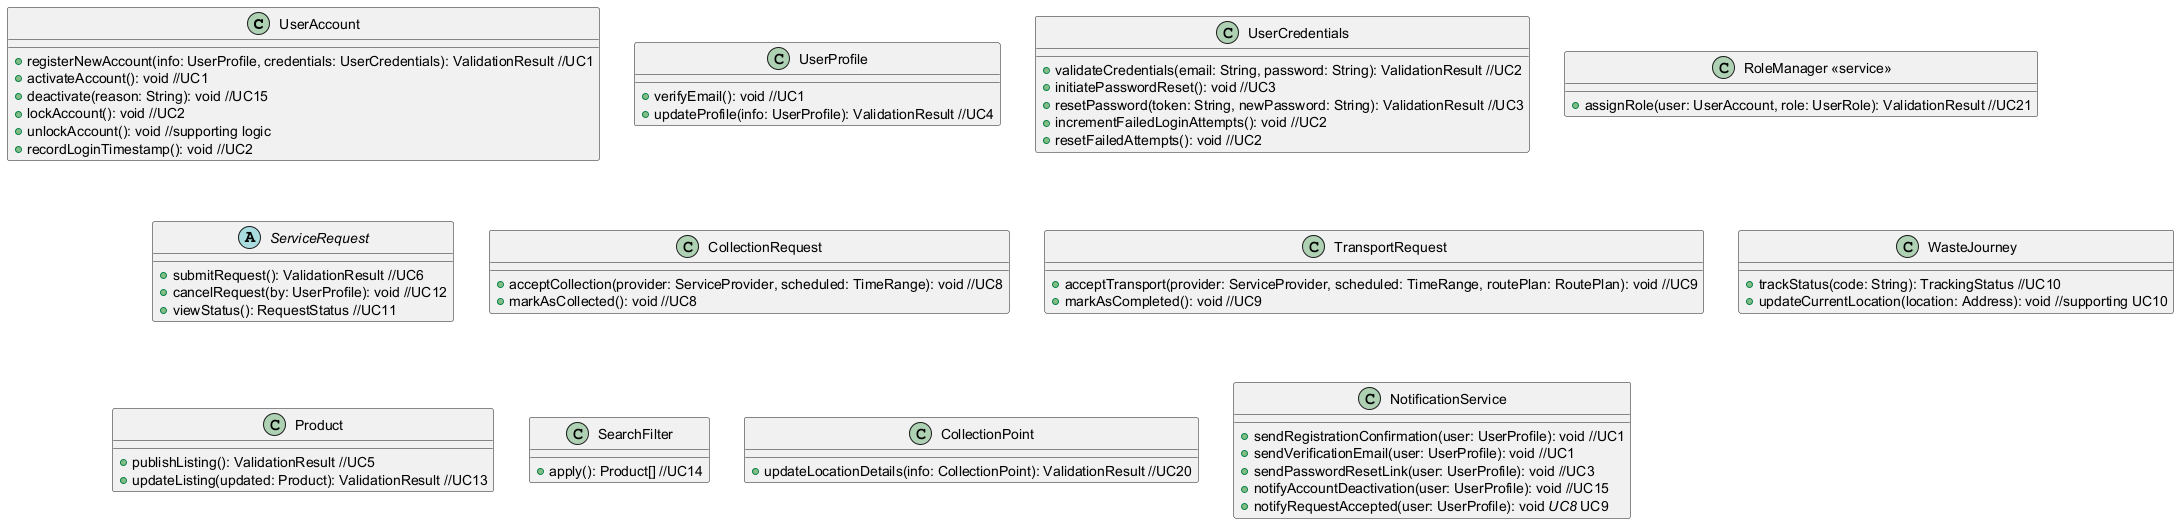 C UserAccount
registerNewAccount(info: UserProfile, credentials: UserCredentials): ValidationResult //UC1
activateAccount(): void //UC1
deactivate(reason: String): void //UC15
lockAccount(): void //UC2
unlockAccount(): void //supporting logic
recordLoginTimestamp(): void //UC2
C UserProfile
verifyEmail(): void //UC1
updateProfile(info: UserProfile): ValidationResult //UC4
C UserCredentials
validateCredentials(email: String, password: String): ValidationResult //UC2
initiatePasswordReset(): void //UC3
resetPassword(token: String, newPassword: String): ValidationResult //UC3
incrementFailedLoginAttempts(): void //UC2
resetFailedAttempts(): void //UC2
C RoleManager «service»
assignRole(user: UserAccount, role: UserRole): ValidationResult //UC21
A ServiceRequest
submitRequest(): ValidationResult //UC6
cancelRequest(by: UserProfile): void //UC12
viewStatus(): RequestStatus //UC11
C CollectionRequest
acceptCollection(provider: ServiceProvider, scheduled: TimeRange): void //UC8
markAsCollected(): void //UC8
C TransportRequest
acceptTransport(provider: ServiceProvider, scheduled: TimeRange, routePlan: RoutePlan): void //UC9
markAsCompleted(): void //UC9
C WasteJourney
trackStatus(code: String): TrackingStatus //UC10
updateCurrentLocation(location: Address): void //supporting UC10
C Product
publishListing(): ValidationResult //UC5
updateListing(updated: Product): ValidationResult //UC13
C SearchFilter
apply(): Product[] //UC14
C CollectionPoint
updateLocationDetails(info: CollectionPoint): ValidationResult //UC20
C NotificationService
sendRegistrationConfirmation(user: UserProfile): void //UC1
sendVerificationEmail(user: UserProfile): void //UC1
sendPasswordResetLink(user: UserProfile): void //UC3
notifyAccountDeactivation(user: UserProfile): void //UC15
notifyRequestAccepted(user: UserProfile): void UC8 UC9